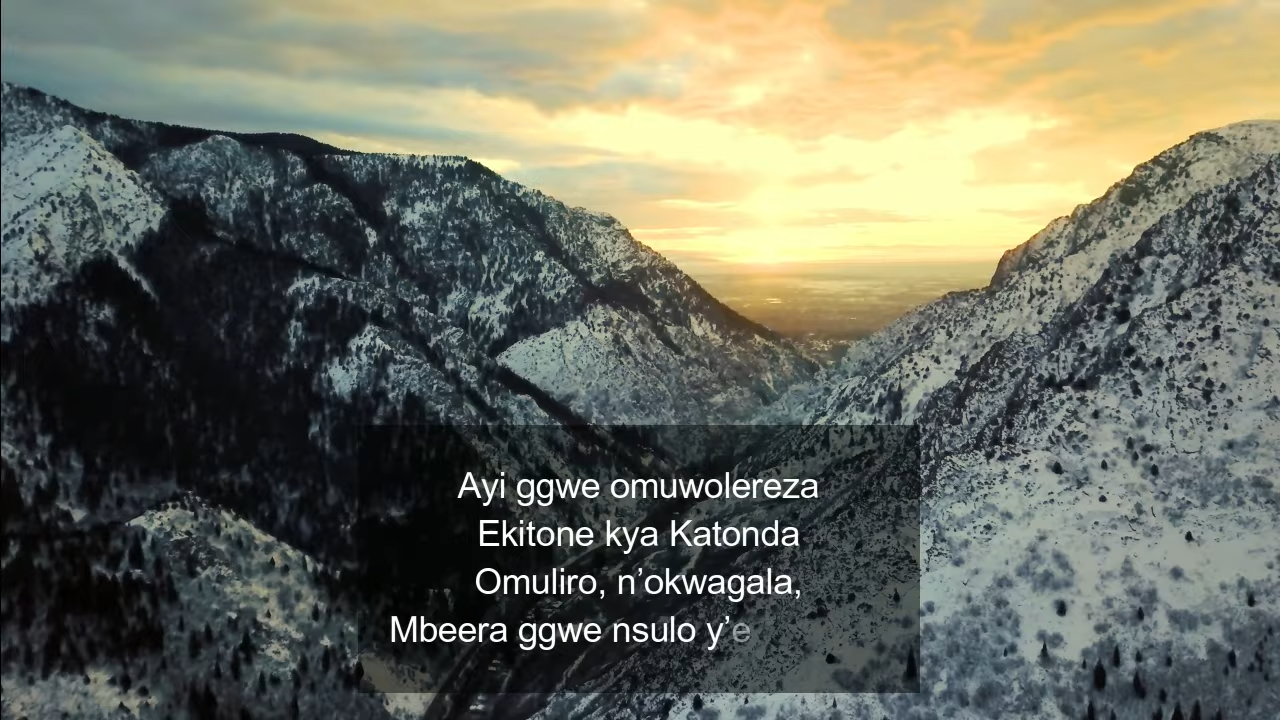 Ayi ggwe omuwolereza
Ekitone kya Katonda
Omuliro, n’okwagala,
Mbeera ggwe nsulo y’e